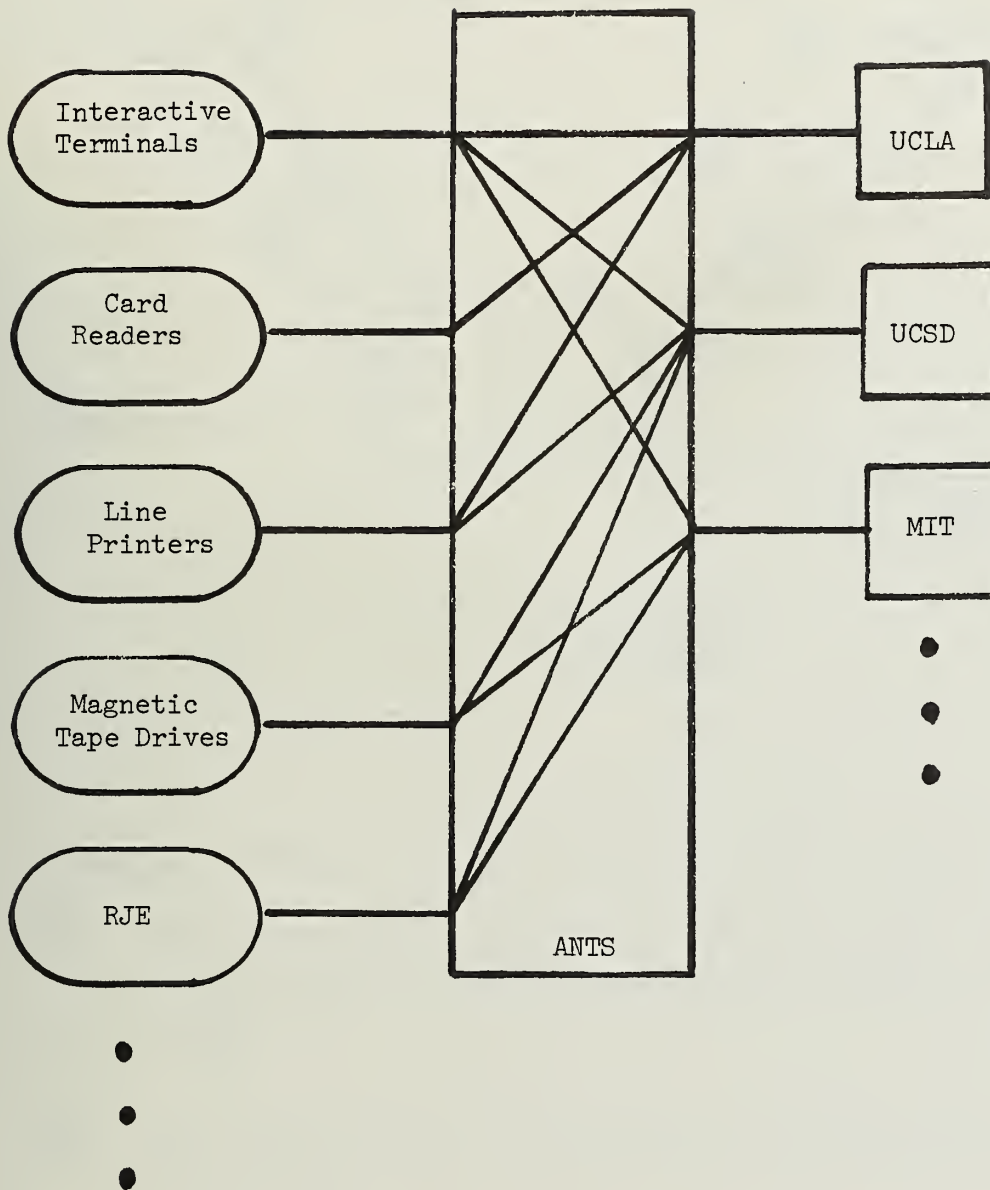 Interactive
Terminals
UCLA
Card
Readers
UCSD
Line
Printers
MIT
Magnetic
Tape Drives
RJE
ANTS